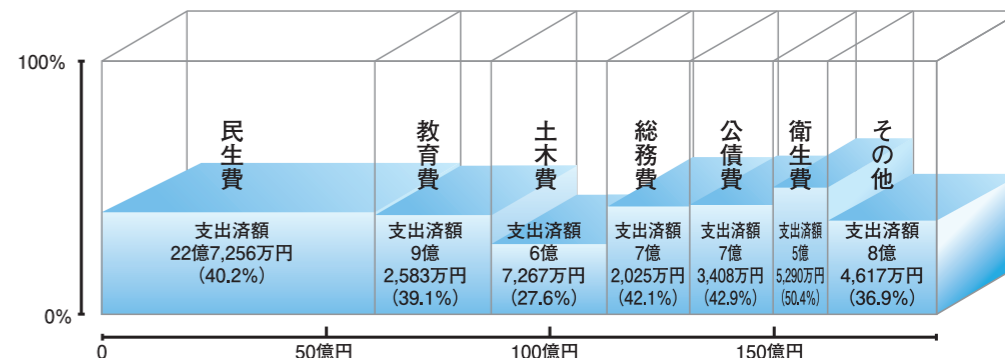 100%
0%
民生費
支出済額
22億7,256万円
(40.2%)
教育費
支出済額
9億
2,583万円
(39.1%)
土木費
支出済額
6億
7,267万円
(27.6%)
総務費
支出済額
7億
2,025万円
(42.1%)
公債費
支出済額
7億
3,408万円
(42.9%)
衛生費
支出済額
5億
5,290万円
(50.4%)
その他
支出済額
8億
4,617万円
(36.9%)
0
50億円
100億円
150億円